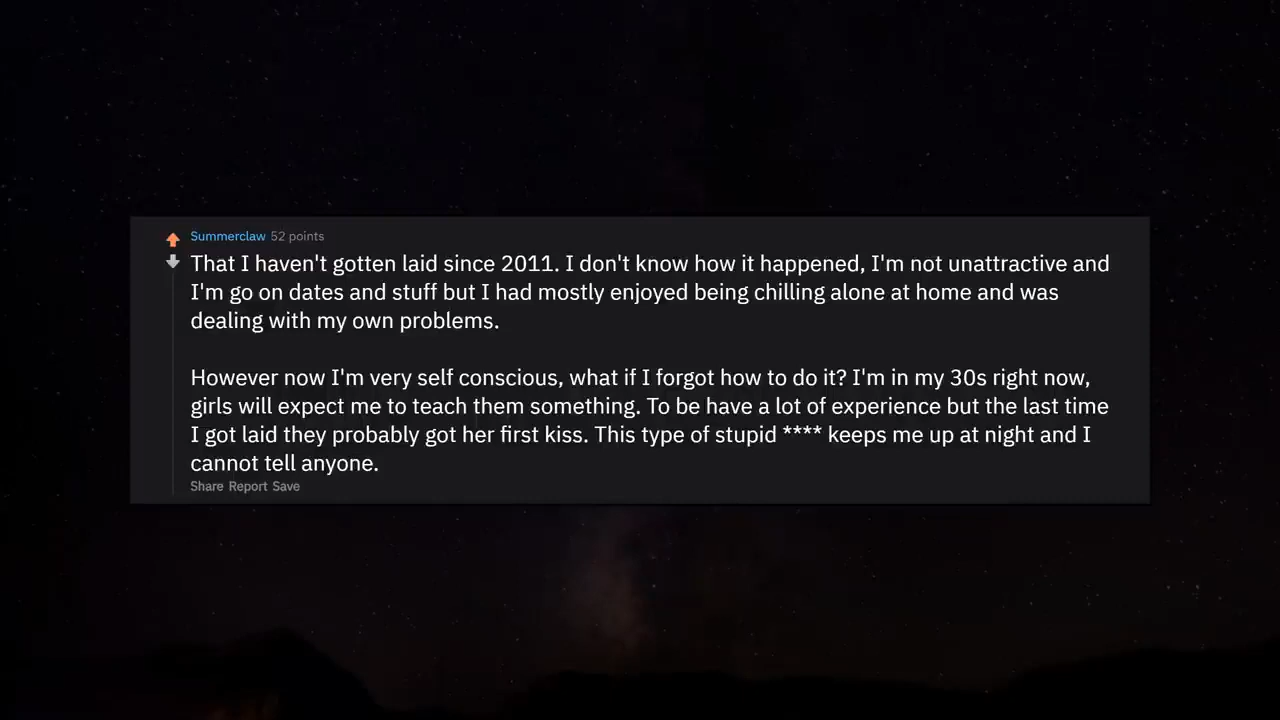 Summerclaw 52 points
That I haven't gotten laid since 2011. I don't know how it happened, I'm not unattractive and
I'm go on dates and stuff but I had mostly enjoyed being chilling alone at home and was
dealing with my own problems.
However now I'm very self conscious, what if I forgot how to do it? I'm in my 30s right now,
girls will expect me to teach them something. To be have a lot of experience but the last time
I got laid they probably got her first kiss. This type of stupid **** keeps me up at night and I
cannot tell anyone.
Share Report Save